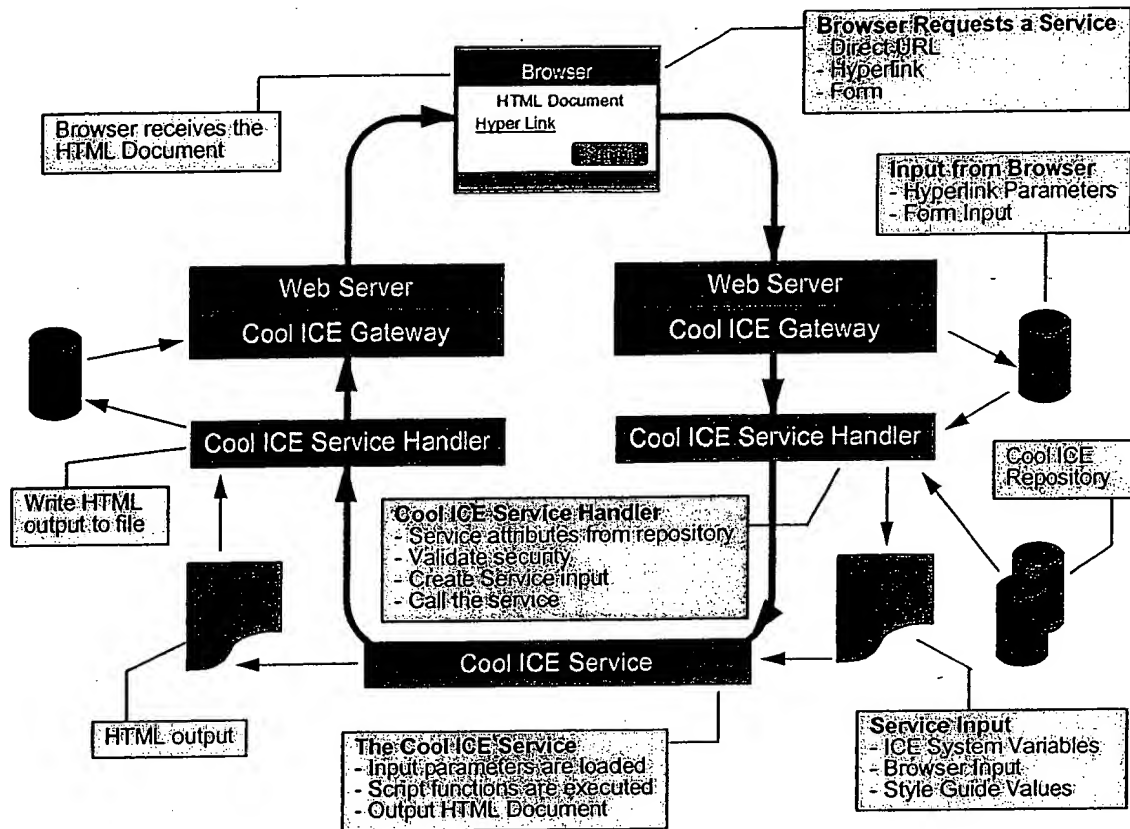 Browser Requests a Service
- Direct URL
- Hyperlink
- Form
Browser
HTML Document
Hyper Link
Browser receives the
HTML Document
Input from Browser
- Hyperlink Parameters
- Form Input
Web Server
Cool ICE Gateway
Web Server
Cool ICE Gateway
Cool ICE Service Handler
Cool ICE Service Handler
Cool ICE
Repository
Write HTML
output to file
Cool ICE Service Handler
- Service attributes from repository
- Validate security
- Create Service input
- Call the service
Cool ICE Service
HTML output
The Cool ICE Service
- Input parameters are loaded
- Script functions are executed
- Output HTML Document
Service Input
- ICE System Variables
- Browser Input
- Style Guide Values